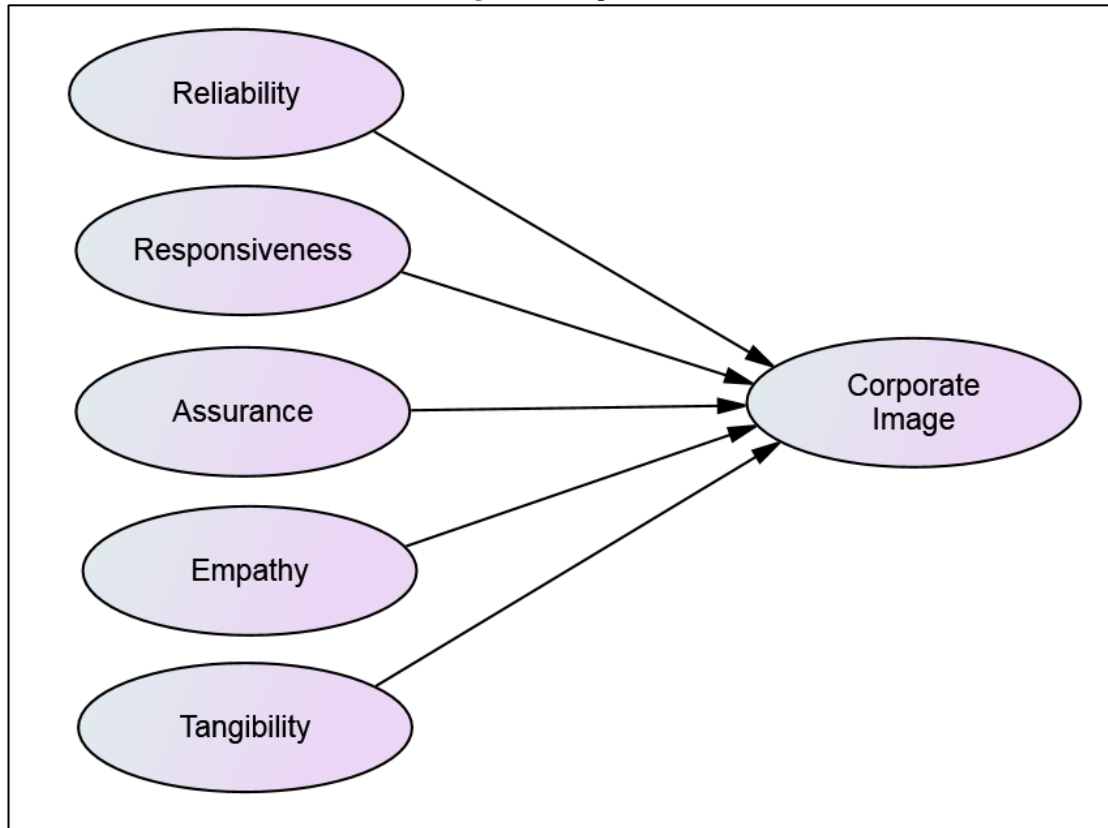 Reliability
Responsiveness
Assurance
Empathy
Tangibility
Corporate
Image